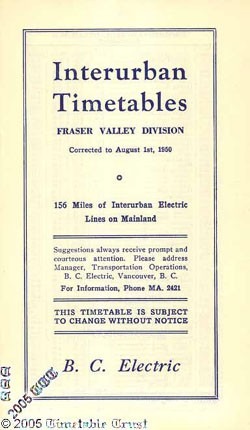 Interurban
Timetables
FRASER VALLEY DIVISION
Corrected to August 1st, 1950
156 Miles of Interurban Electric
Lines on Mainland
Suggestions always receive prompt and
courteous attention. Please address
Manager, Transportation Operations,
B. C. Electric, Vancouver, B. C.
For Information, Phone MA. 2421
THIS TIMETABLE IS SUBJECT
TO CHANGE WITHOUT NOTICE
B. C. Electric
2005
© 2005 Timetable Trust